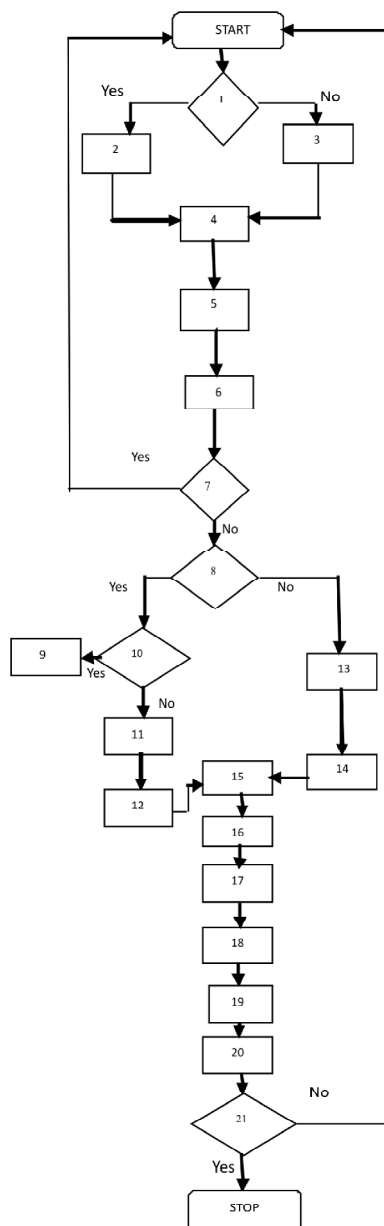 START
Yes
No
1
2
3
4
5
6
Yes
7
No
8
Yes
No
9
10
Yes
13
No
11
14
15
12
16
17
18
19
20
No
21
Yes
STOP